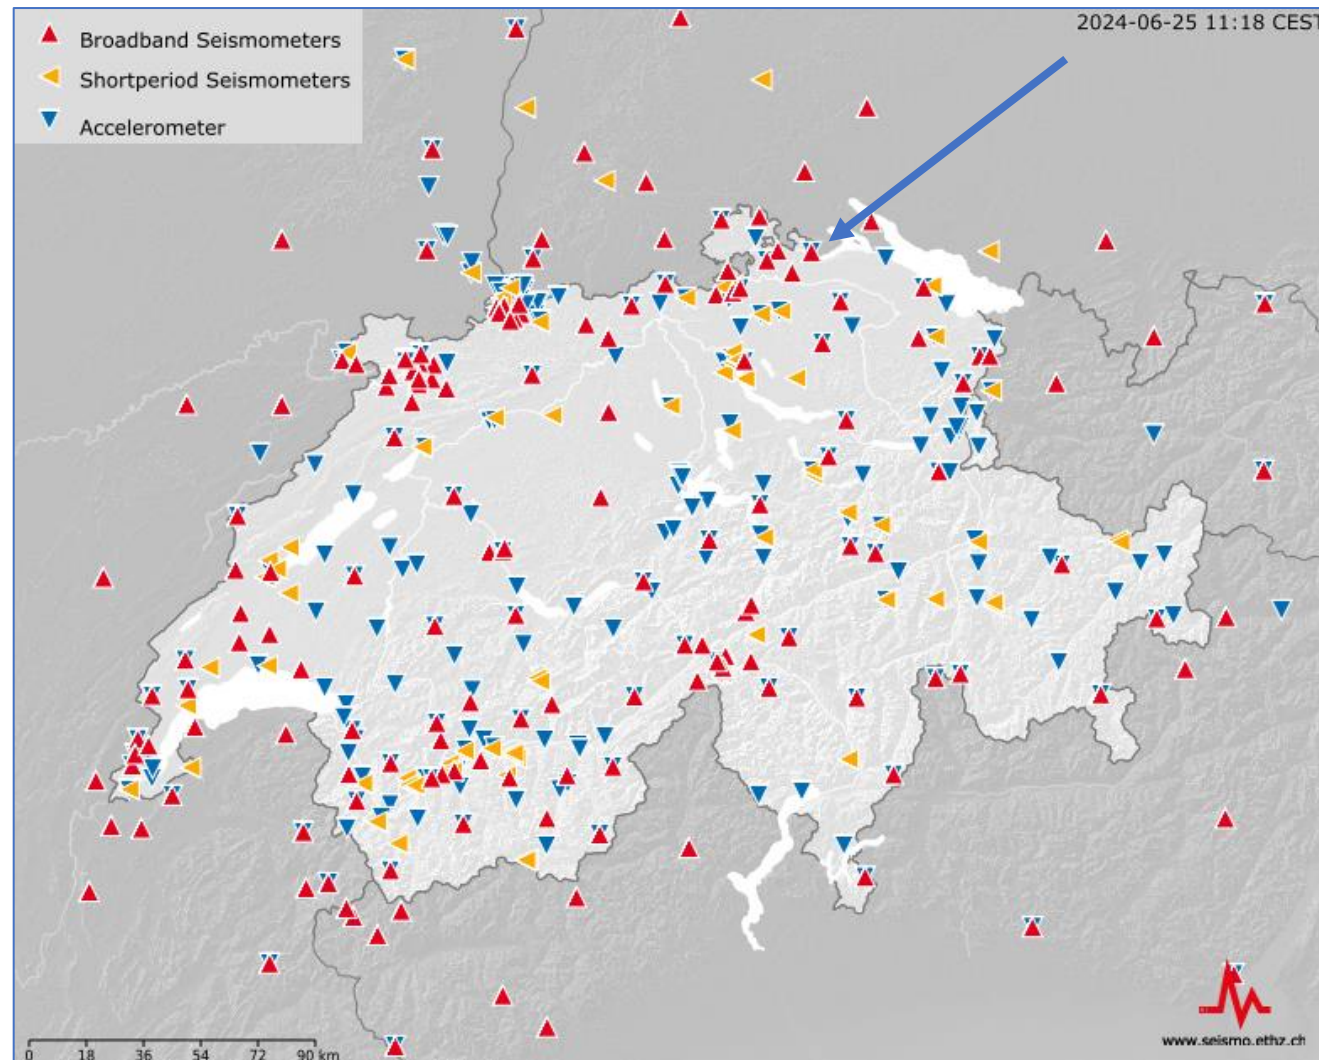 2024-06-25 11:18 CEST
Broadband Seismometers
Shortperiod Seismometers
Accelerometer
www.seismo.ethz.ch
0 18 36 54 72 90 km